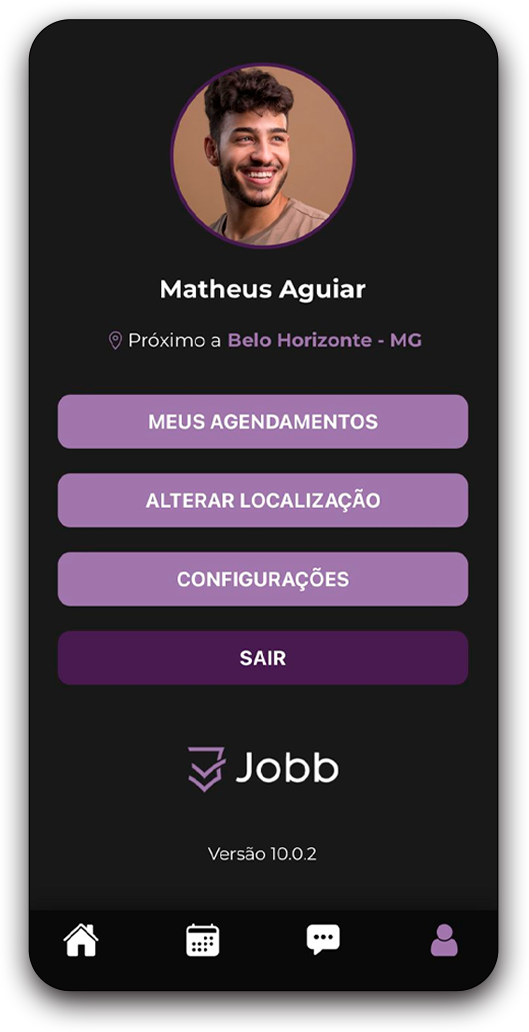 Matheus Aguiar
Próximo a Belo Horizonte - MG
MEUS AGENDAMENTOS
ALTERAR LOCALIZAÇÃO
CONFIGURAÇÕES
SAIR
Jobb
Versão 10.0.2